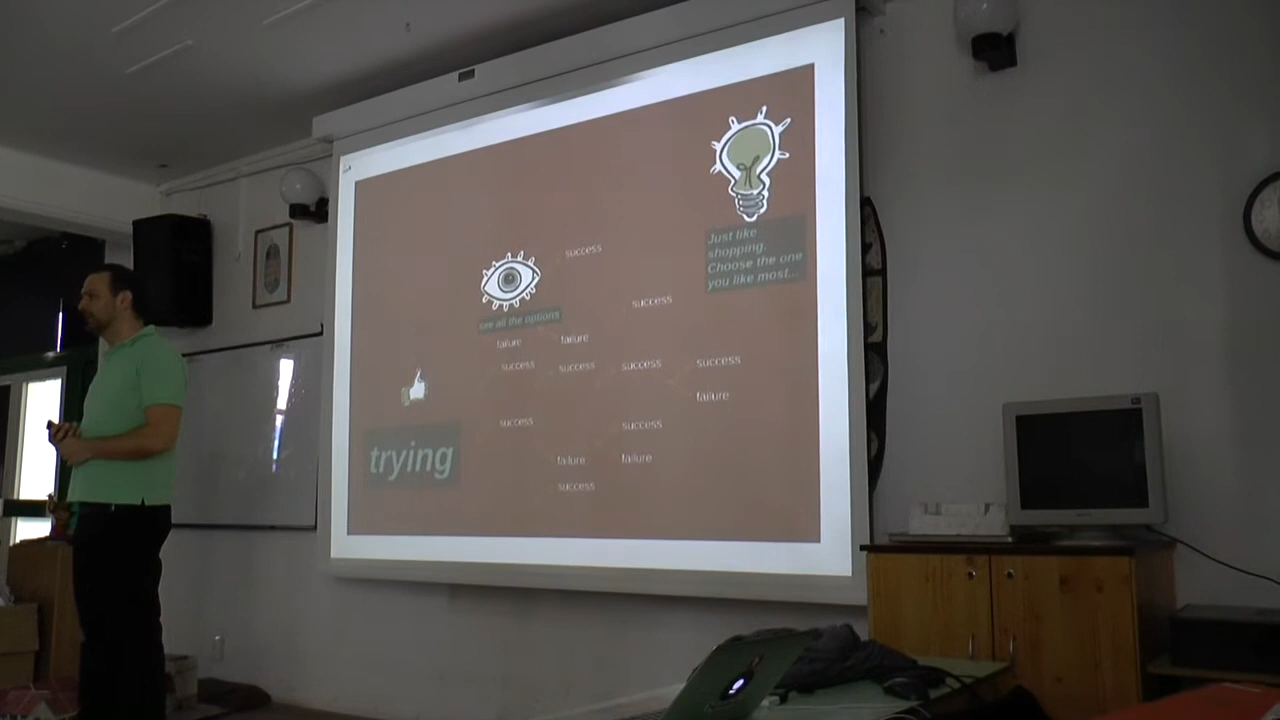 Just like
shopping.
Choose the one
you like most...
success
success
see all the options
failure
failure
success
success
success
success
failure
success
success
trying
failure
failure
success